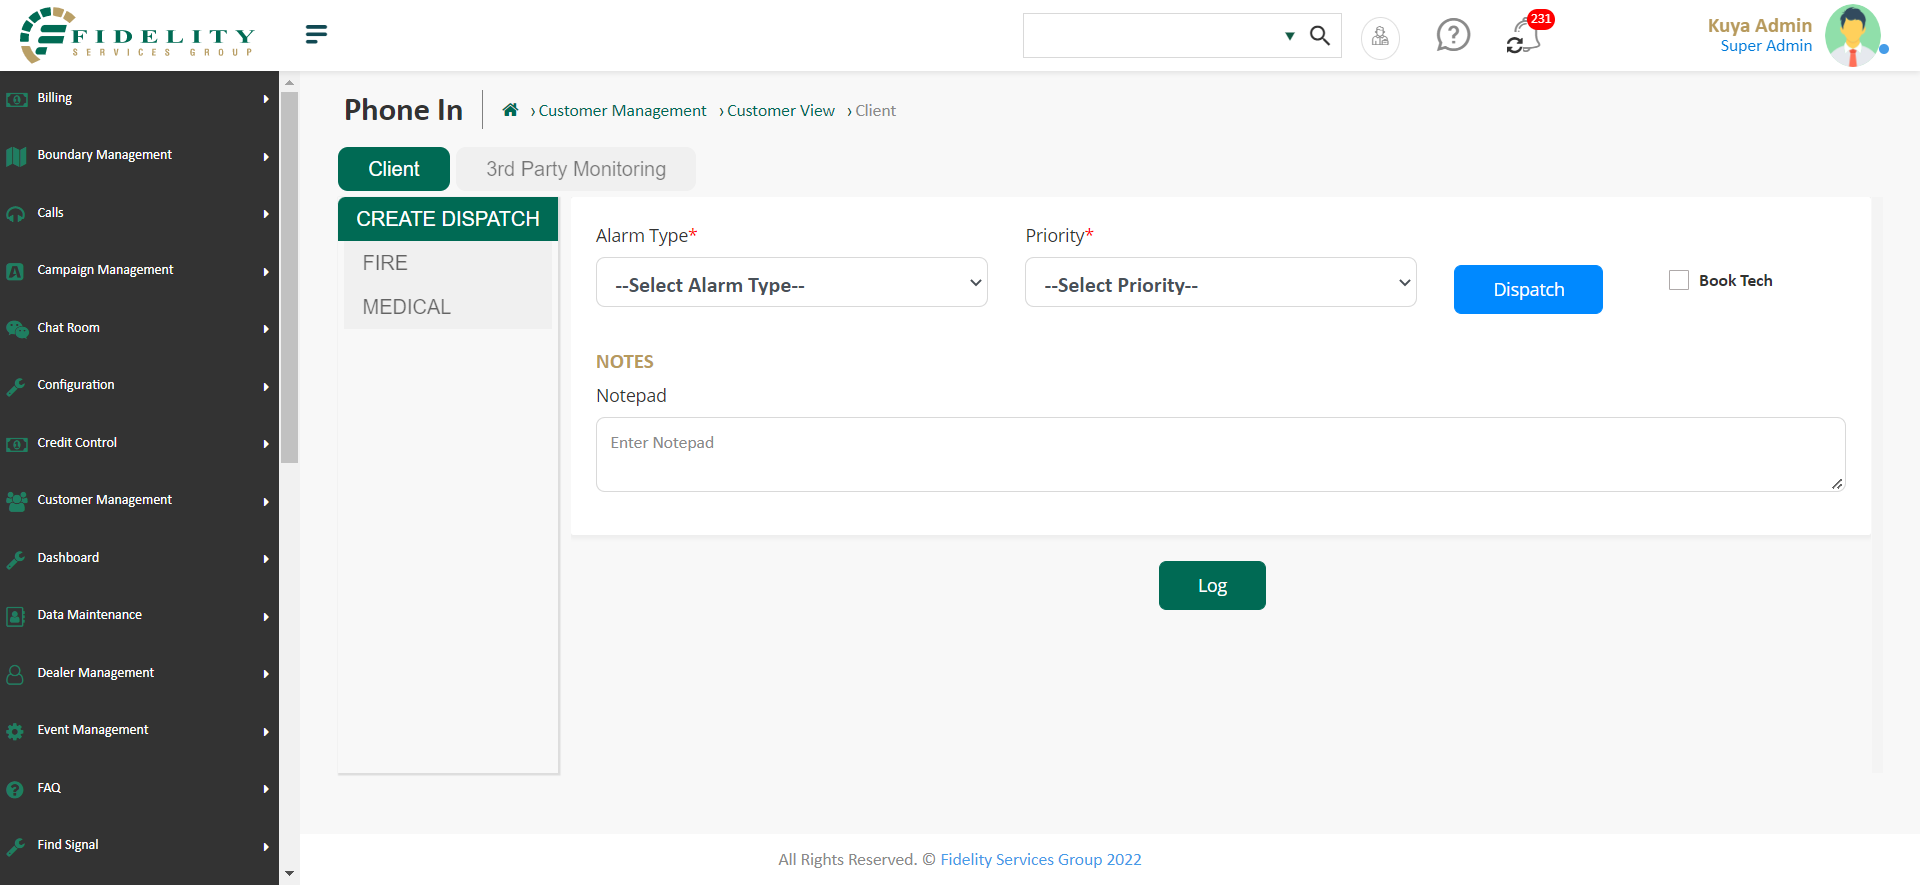 FIDELITY
SERVICES GROUP
231
Kuya Admin
Super Admin
Billing
Boundary Management
Calls
Campaign Management
Chat Room
Configuration
Credit Control
Customer Management
Dashboard
Data Maintenance
Dealer Management
Event Management
FAQ
Find Signal
Phone In
› Customer Management › Customer View › Client
Client
3rd Party Monitoring
CREATE DISPATCH
FIRE
MEDICAL
Alarm Type*
Priority*
--Select Alarm Type--
--Select Priority--
Dispatch
Book Tech
NOTES
Notepad
Enter Notepad
Log
All Rights Reserved. © Fidelity Services Group 2022